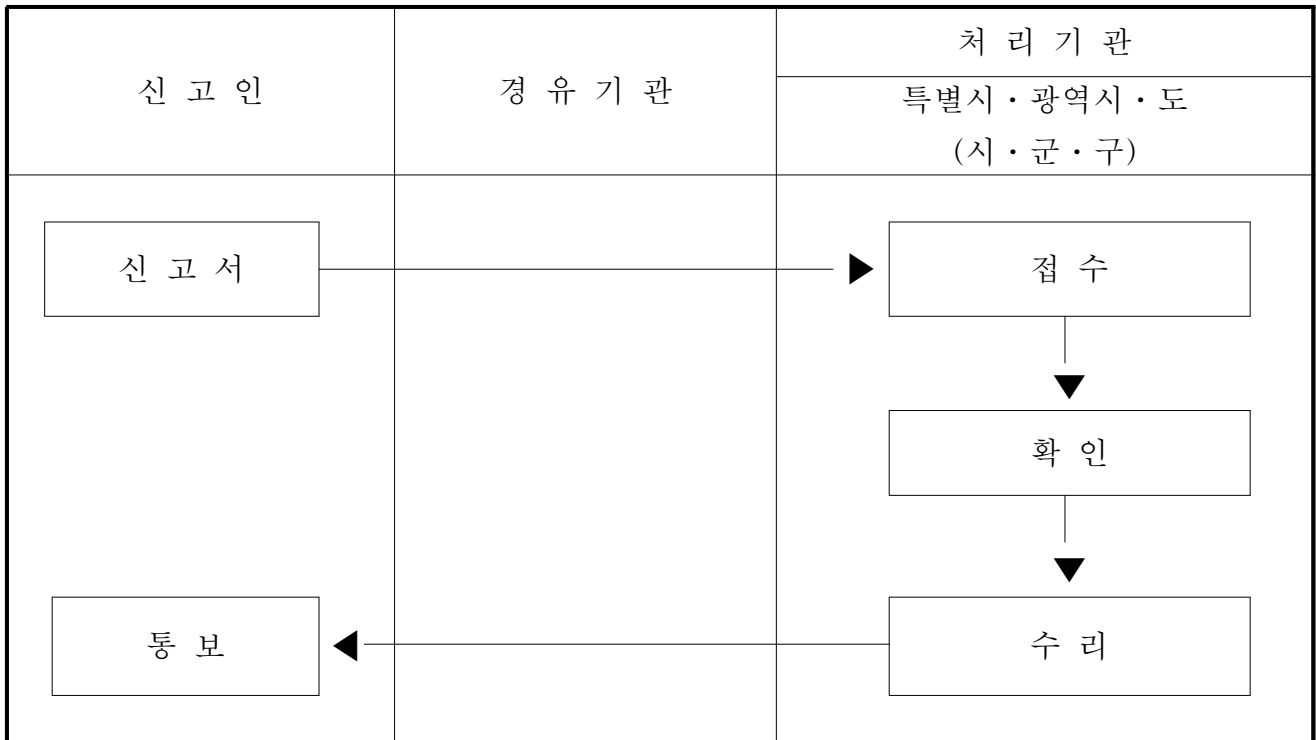 신 고 인
경 유 기 관
처 리 기 관
특별시・광역시・도
(시・군・구)
신 고 서
접 수
확 인
통 보
수 리